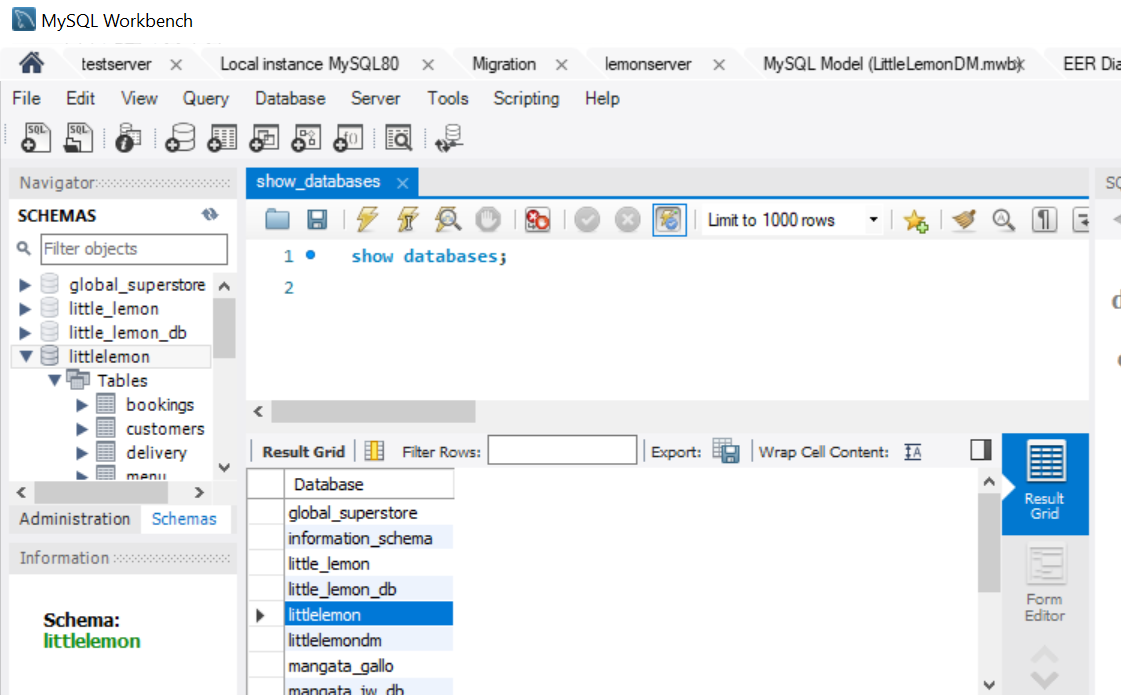 MySQL Workbench
testserver
Local instance MySQL80
Migration
lemonserver
MySQL Model (LittleLemonDM.mwb)
EER Dia
File Edit View Query Database Server Tools Scripting Help
Navigator
SCHEMAS
Filter objects
global_superstore
little_lemon
little_lemon_db
littlelemon
Tables
bookings
customers
delivery
menu
Administration
Schemas
Information
Schema:
littlelemon
show_databases
Limit to 1000 rows
1 show databases;
2
Result Grid
Filter Rows:
Export:
Wrap Cell Content:
Database
global_superstore
information_schema
little_lemon
little_lemon_db
littlelemon
littlelemondm
mangata_gallo
mangata_jw_db
Result
Grid
Form
Editor